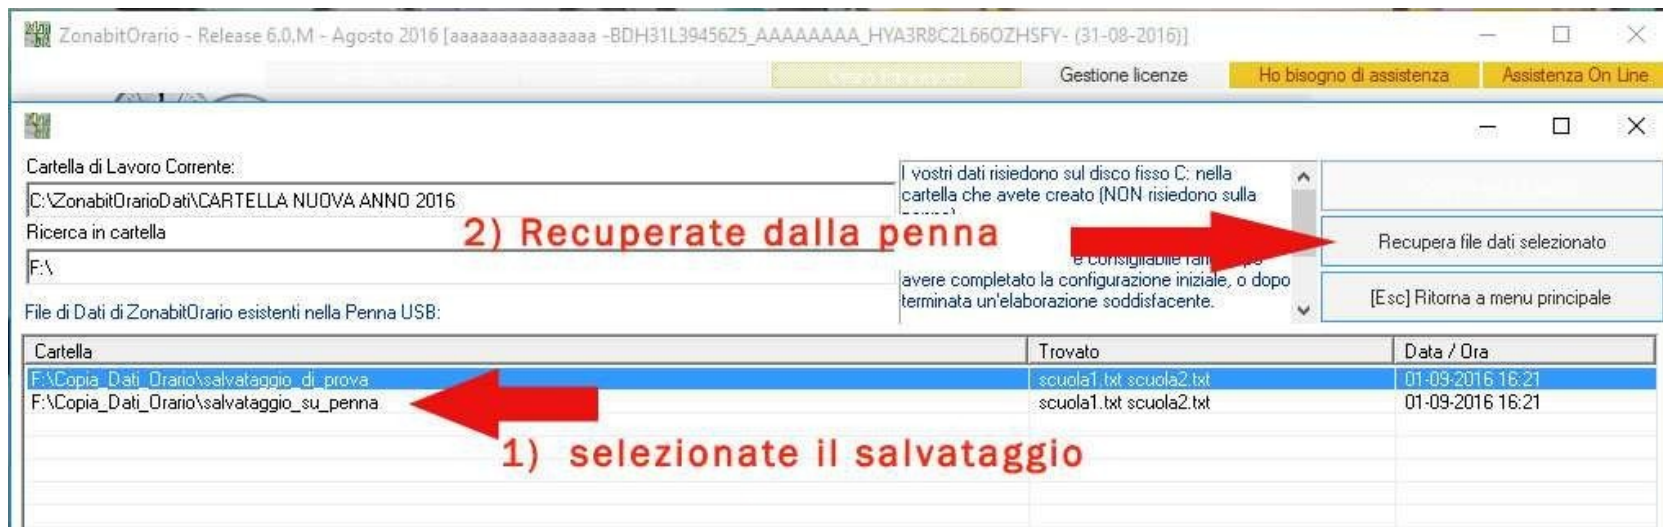 ZonabitOrario - Release 6.0,M - Agosto 2016 [aaaaaaaaaaaaaaa -BDH31L3945625_AAAAAAAA_HYA3R8C2L66OZHSFY- (31-08-2016)]
Gestione licenze
Ho bisogno di assistenza
Assistenza On Line
Cartella di Lavoro Corrente:
C:\ZonabitOrarioDati\CARTELLA NUOVA ANNO 2016
Ricerca in cartella
F:\
File di Dati di ZonabitOrario esistenti nella Penna USB:
I vostri dati risiedono sul disco fisso C: nella
cartella che avete creato (NON risiedono sulla
è consigliabile
avere completato la configurazione iniziale, o dopo
terminata un'elaborazione soddisfacente.
2) Recuperate dalla penna
Recupera file dati selezionato
[Esc] Ritorna a menu principale
Cartella Trovato Data / Ora
F:\Copia_Dati_Orario\salvataggio_di_prova scuola1.txt scuola2.txt 01-09-2016 16:21
F:\Copia_Dati_Orario\salvataggio_su_penna scuola1.txt scuola2.txt 01-09-2016 16:21
1) selezionate il salvataggio